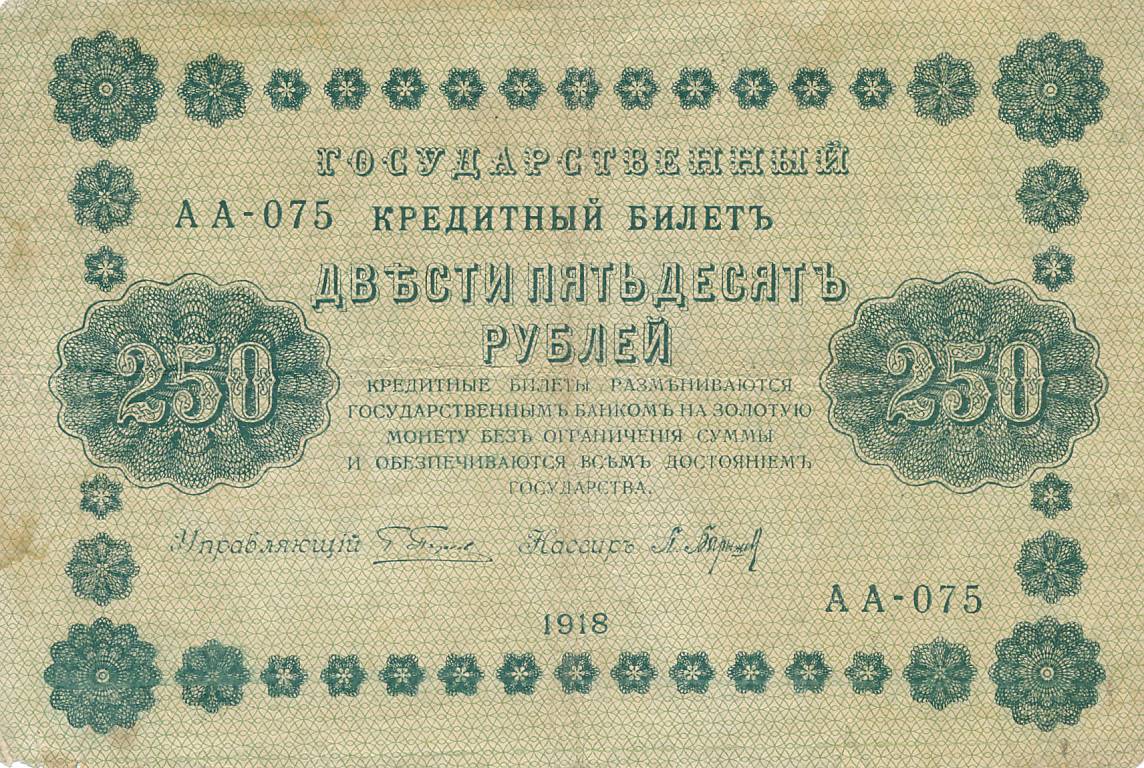 ГОСУДАРСТВЕННЫЙ
АА-075 КРЕДИТНЫЙ БИЛЕТЪ
ДВѢСТИ ПЯТЬДЕСЯТЪ
РУБЛЕЙ
250 250
КРЕДИТНЫЕ БИЛЕТЫ РАЗМѢНИВАЮТСЯ
ГОСУДАРСТВЕННЫМЪ БАНКОМЪ НА ЗОЛОТУЮ
МОНЕТУ БЕЗЪ ОГРАНИЧЕНІЯ СУММЫ
И ОБЕЗПЕЧИВАЮТСЯ ВСѢМЪ ДОСТОЯНІЕМЪ
ГОСУДАРСТВА.
Управляющій Кассиръ
АА-075
1918